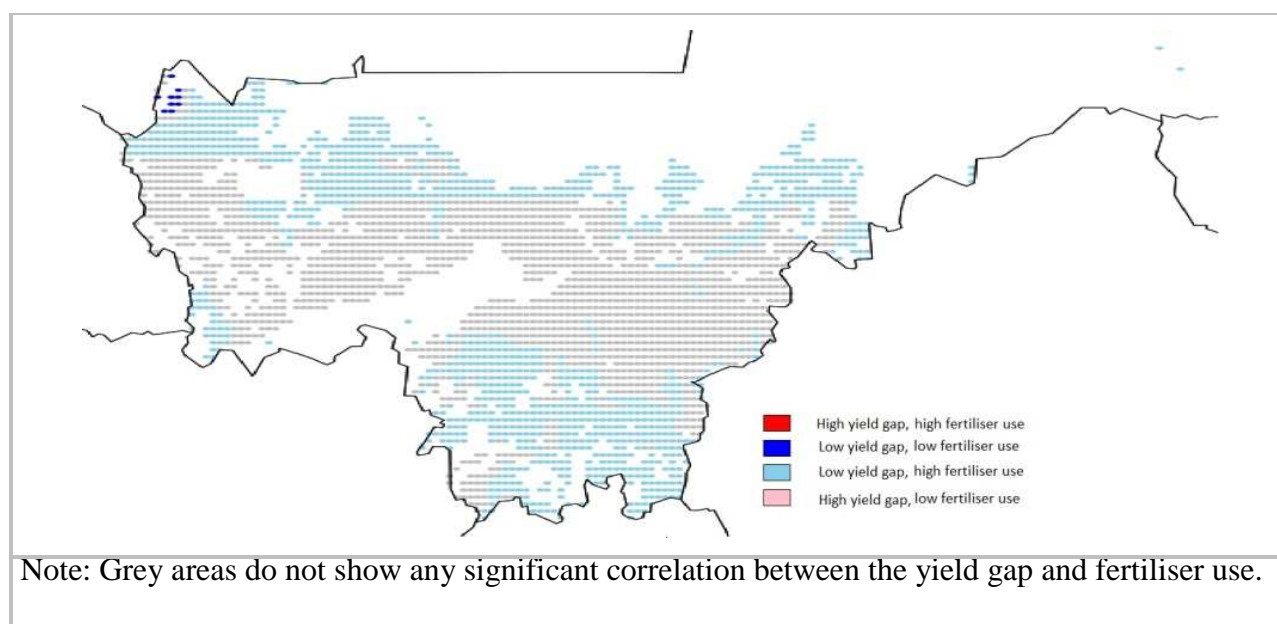 High yield gap, high fertiliser use
Low yield gap, low fertiliser use
Low yield gap, high fertiliser use
High yield gap, low fertiliser use
Note: Grey areas do not show any significant correlation between the yield gap and fertiliser use.